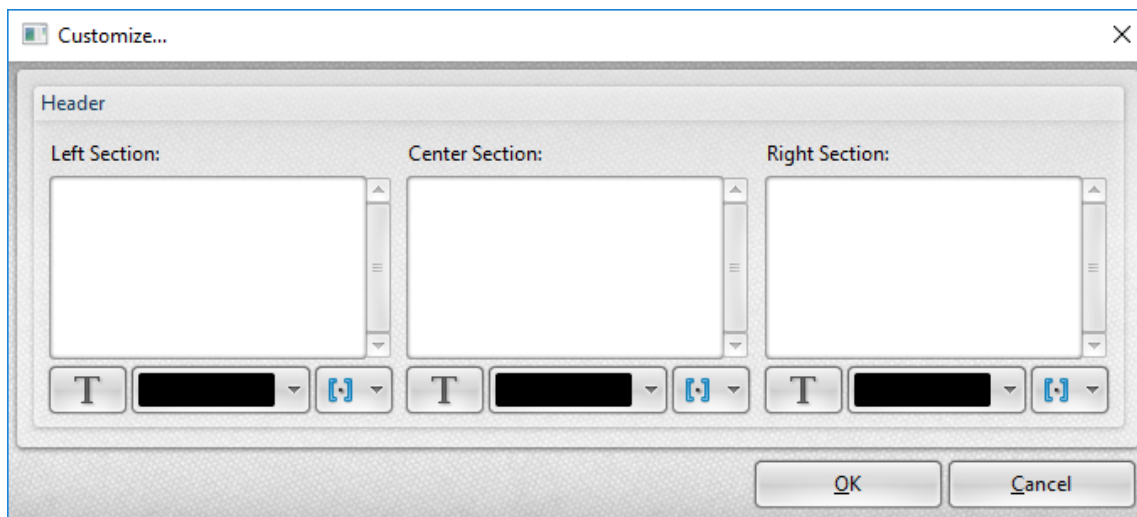 Customize...
Header
Left Section:
Center Section:
Right Section:
T
T
T
OK
Cancel